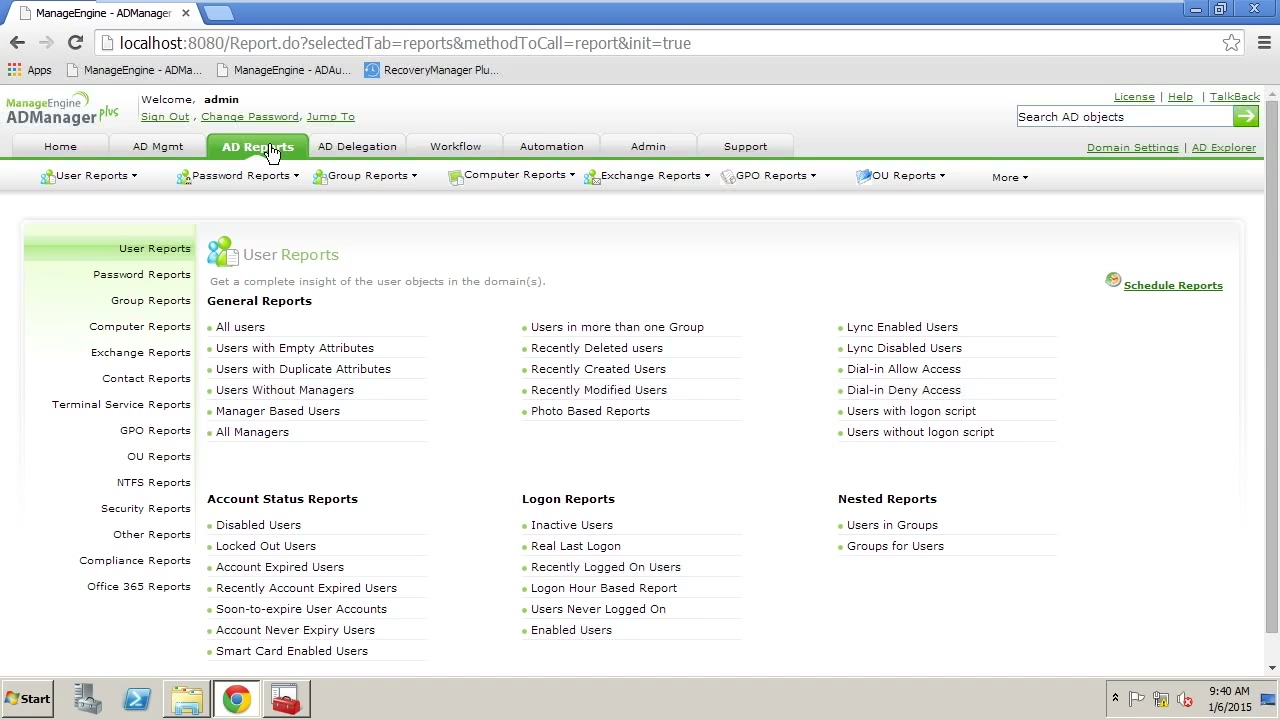 ManageEngine - ADManager
localhost:8080/Report.do?selectedTab=reports&methodToCall=report&init=true
Apps ManageEngine - ADMa... ManageEngine - ADAu... RecoveryManager Plu...
ManageEngine
ADManager plus
Welcome, admin
Sign Out , Change Password, Jump To
License | Help | TalkBack
Search AD objects
Home AD Mgmt AD Reports AD Delegation Workflow Automation Admin Support
Domain Settings | AD Explorer
User Reports Password Reports Group Reports Computer Reports Exchange Reports GPO Reports OU Reports More
User Reports
Password Reports
Group Reports
Computer Reports
Exchange Reports
Contact Reports
Terminal Service Reports
GPO Reports
OU Reports
NTFS Reports
Security Reports
Other Reports
Compliance Reports
Office 365 Reports
User Reports
Get a complete insight of the user objects in the domain(s).
Schedule Reports
General Reports
All users
Users with Empty Attributes
Users with Duplicate Attributes
Users Without Managers
Manager Based Users
All Managers
Users in more than one Group
Recently Deleted users
Recently Created Users
Recently Modified Users
Photo Based Reports
Lync Enabled Users
Lync Disabled Users
Dial-in Allow Access
Dial-in Deny Access
Users with logon script
Users without logon script
Account Status Reports
Disabled Users
Locked Out Users
Account Expired Users
Recently Account Expired Users
Soon-to-expire User Accounts
Account Never Expiry Users
Smart Card Enabled Users
Logon Reports
Inactive Users
Real Last Logon
Recently Logged On Users
Logon Hour Based Report
Users Never Logged On
Enabled Users
Nested Reports
Users in Groups
Groups for Users
Start
9:40 AM
1/6/2015